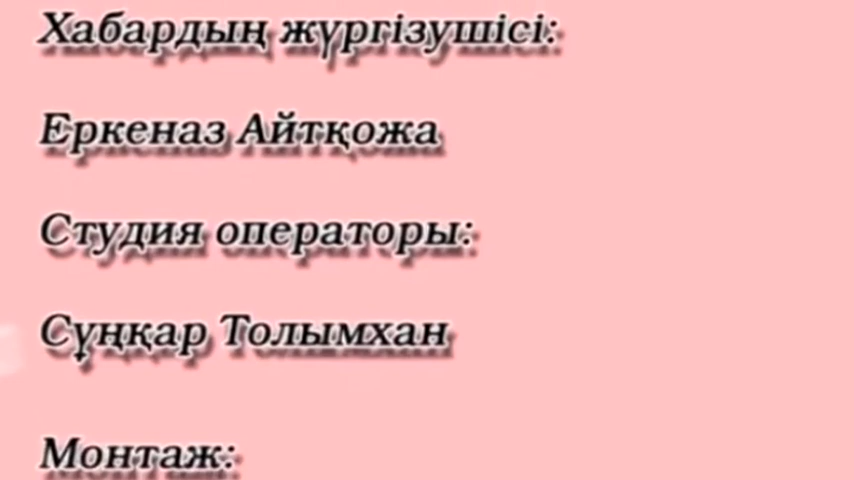 Хабардың жүргізушісі:
Еркеназ Айтқожа
Студия операторы:
Сұңқар Толымхан
Монтаж: